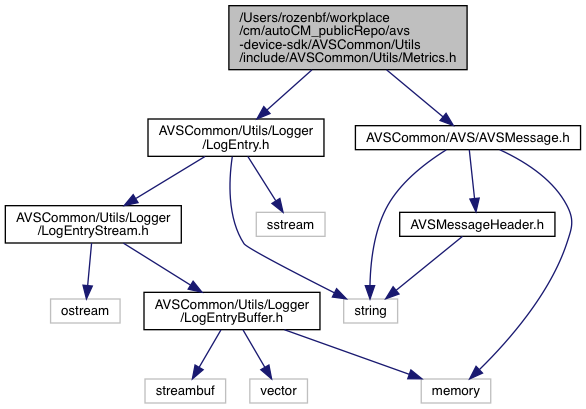 /Users/rozenbf/workplace
/cm/autoCM_publicRepo/avs
-device-sdk/AVSCommon/Utils
/include/AVSCommon/Utils/Metrics.h
AVSCommon/Utils/Logger
/LogEntry.h
AVSCommon/AVS/AVSMessage.h
AVSCommon/Utils/Logger
/LogEntryStream.h
sstream
AVSMessageHeader.h
ostream
AVSCommon/Utils/Logger
/LogEntryBuffer.h
string
streambuf
vector
memory